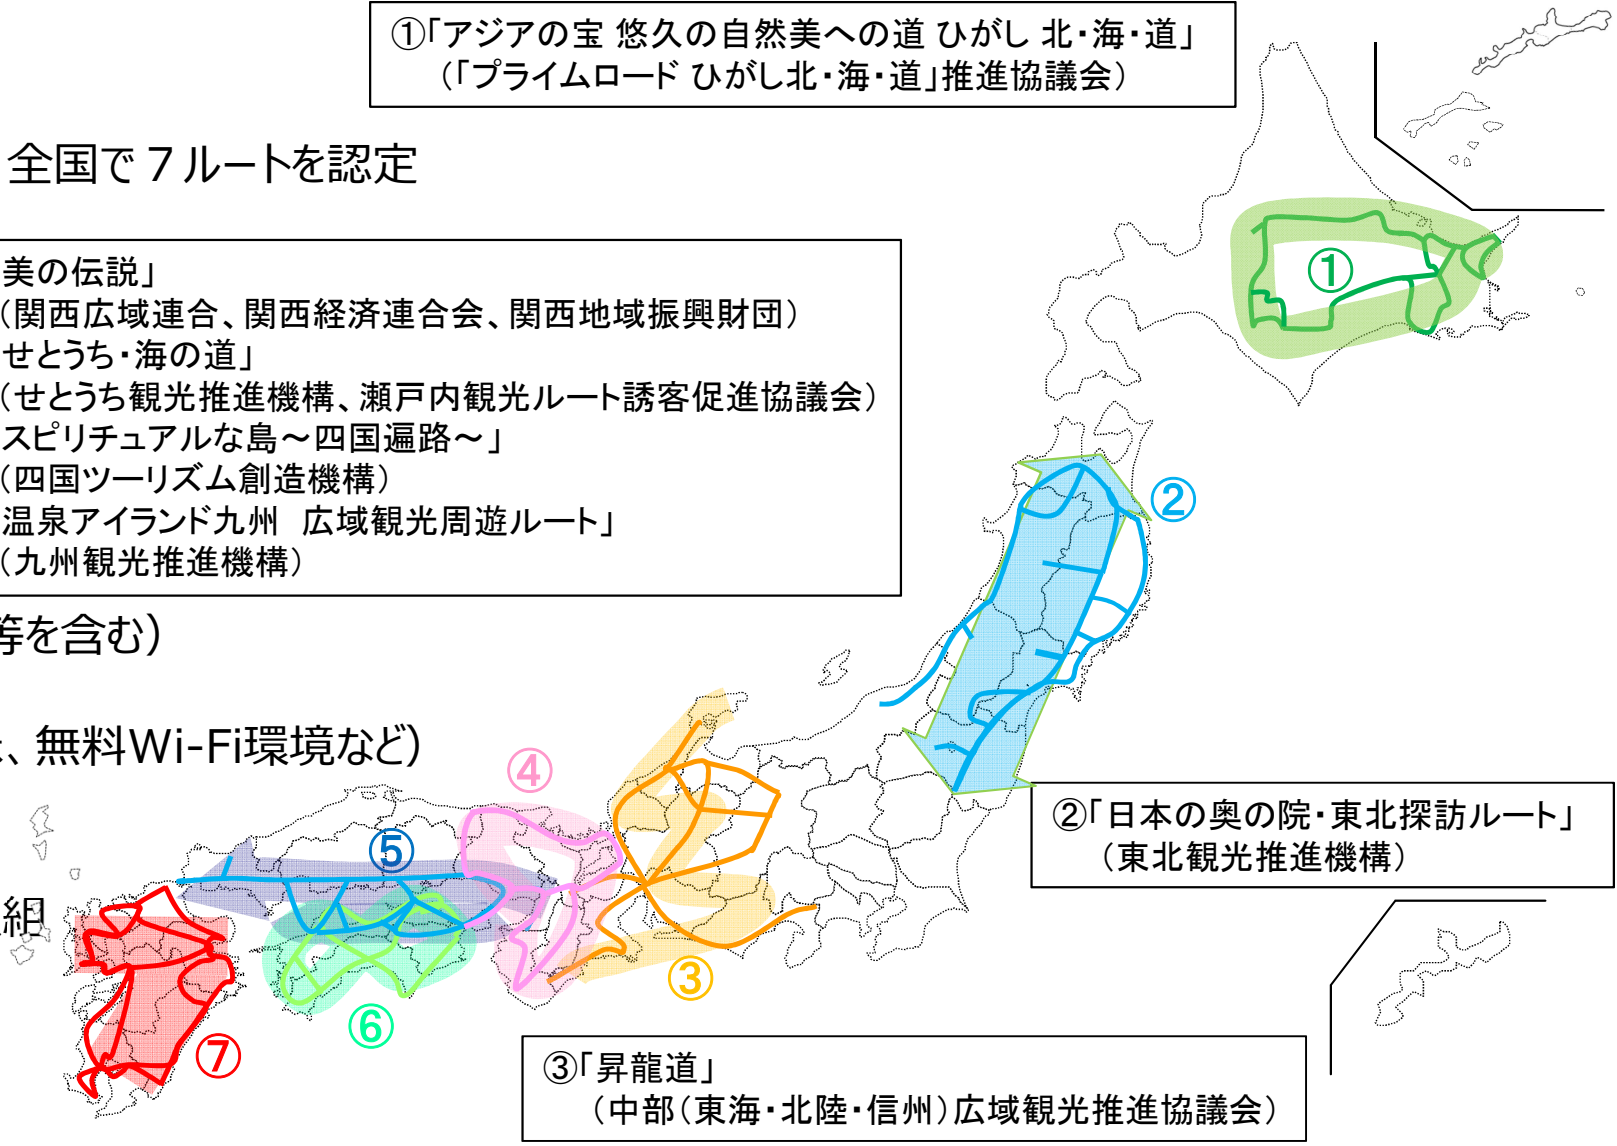 ①「アジアの宝 悠久の自然美への道 ひがし 北・海・道」
（「プライムロード ひがし北・海・道」推進協議会）
全国で７ルートを認定
美の伝説」
（関西広域連合、関西経済連合会、関西地域振興財団）
せとうち・海の道」
（せとうち観光推進機構、瀬戸内観光ルート誘客促進協議会）
スピリチュアルな島～四国遍路～」
（四国ツーリズム創造機構）
温泉アイランド九州　広域観光周遊ルート」
（九州観光推進機構）
等を含む）
、無料Wi-Fi環境など）
組
①
②
④
⑤
③
⑥
⑦
②「日本の奥の院・東北探訪ルート」
（東北観光推進機構）
③「昇龍道」
（中部（東海・北陸・信州）広域観光推進協議会）